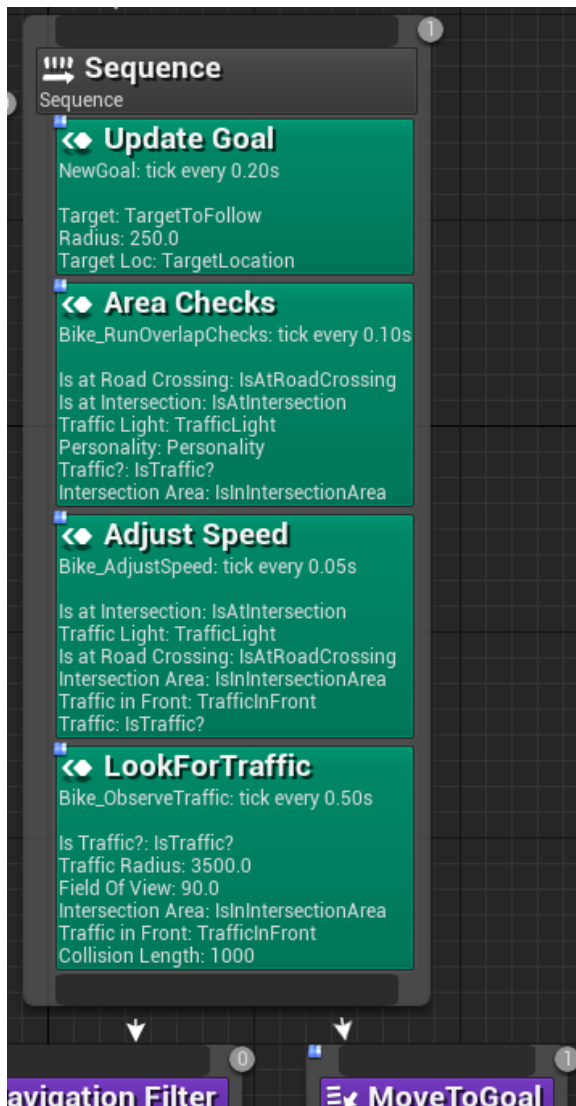 1
Sequence
Sequence
Update Goal
NewGoal: tick every 0.20s
Target: TargetToFollow
Radius: 250.0
Target Loc: TargetLocation
Area Checks
Bike_RunOverlapChecks: tick every 0.10s
Is at Road Crossing: IsAtRoadCrossing
Is at Intersection: IsAtIntersection
Traffic Light: TrafficLight
Personality: Personality
Traffic?: IsTraffic?
Intersection Area: IsInIntersectionArea
Adjust Speed
Bike_AdjustSpeed: tick every 0.05s
Is at Intersection: IsAtIntersection
Traffic Light: TrafficLight
Is at Road Crossing: IsAtRoadCrossing
Intersection Area: IsInIntersectionArea
Traffic in Front: TrafficInFront
Traffic: IsTraffic?
LookForTraffic
Bike_ObserveTraffic: tick every 0.50s
Is Traffic?: IsTraffic?
Traffic Radius: 3500.0
Field Of View: 90.0
Intersection Area: IsInIntersectionArea
Traffic in Front: TrafficInFront
Collision Length: 1000
0
1
avigation Filter
MoveToGoal